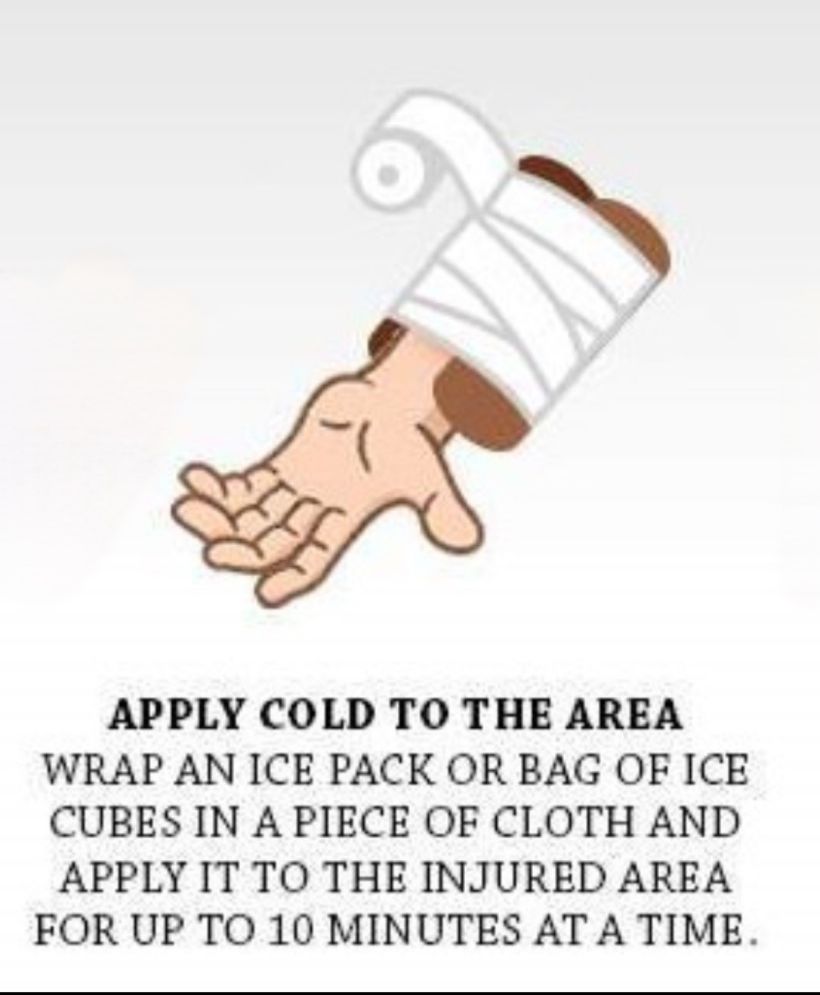 APPLY COLD TO THE AREA
WRAP AN ICE PACK OR BAG OF ICE
CUBES IN A PIECE OF CLOTH AND
APPLY IT TO THE INJURED AREA
FOR UP TO 10 MINUTES AT A TIME.